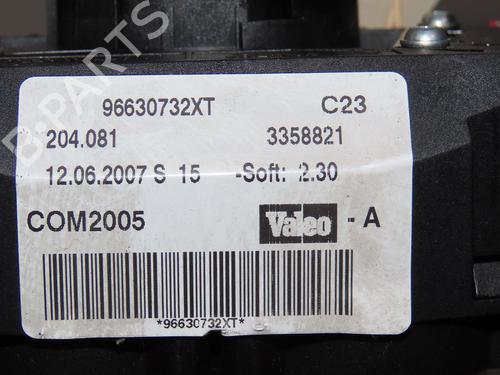 B-PARTS
96630732XT C23
204.081 3358821
12.06.2007 S 15 -Soft: 2.30
COM2005 Valeo - A
*96630732XT*